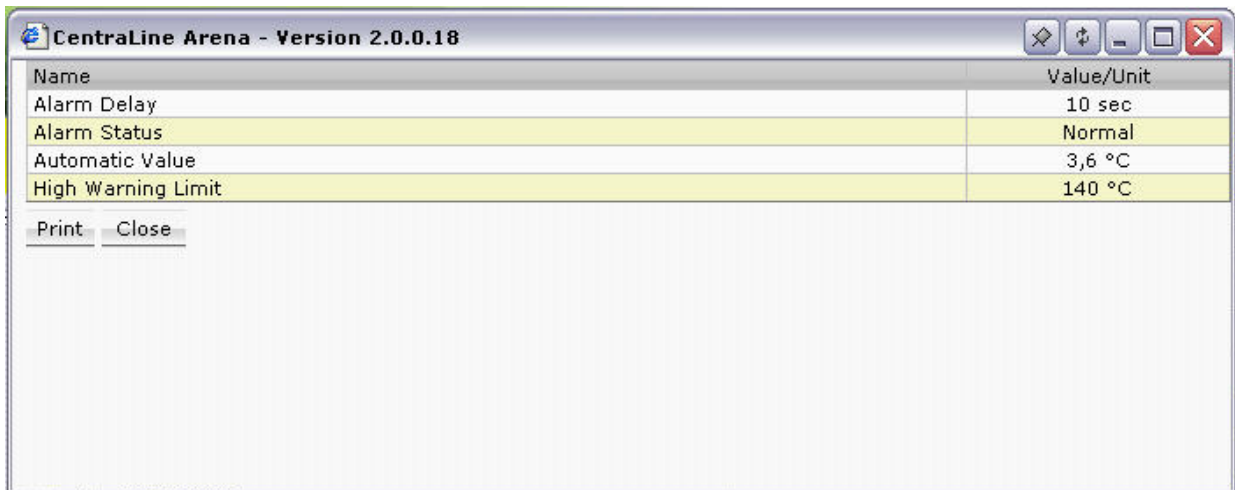 CentraLine Arena - Version 2.0.0.18
Name Value/Unit
Alarm Delay 10 sec
Alarm Status Normal
Automatic Value 3,6 °C
High Warning Limit 140 °C
Print Close